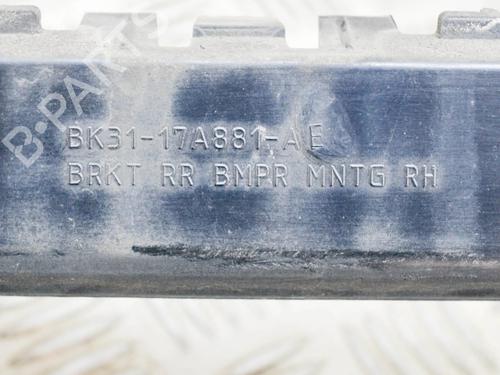 B-PARTS
BK31-17A881-AE
BRKT RR BMPR MNTG RH